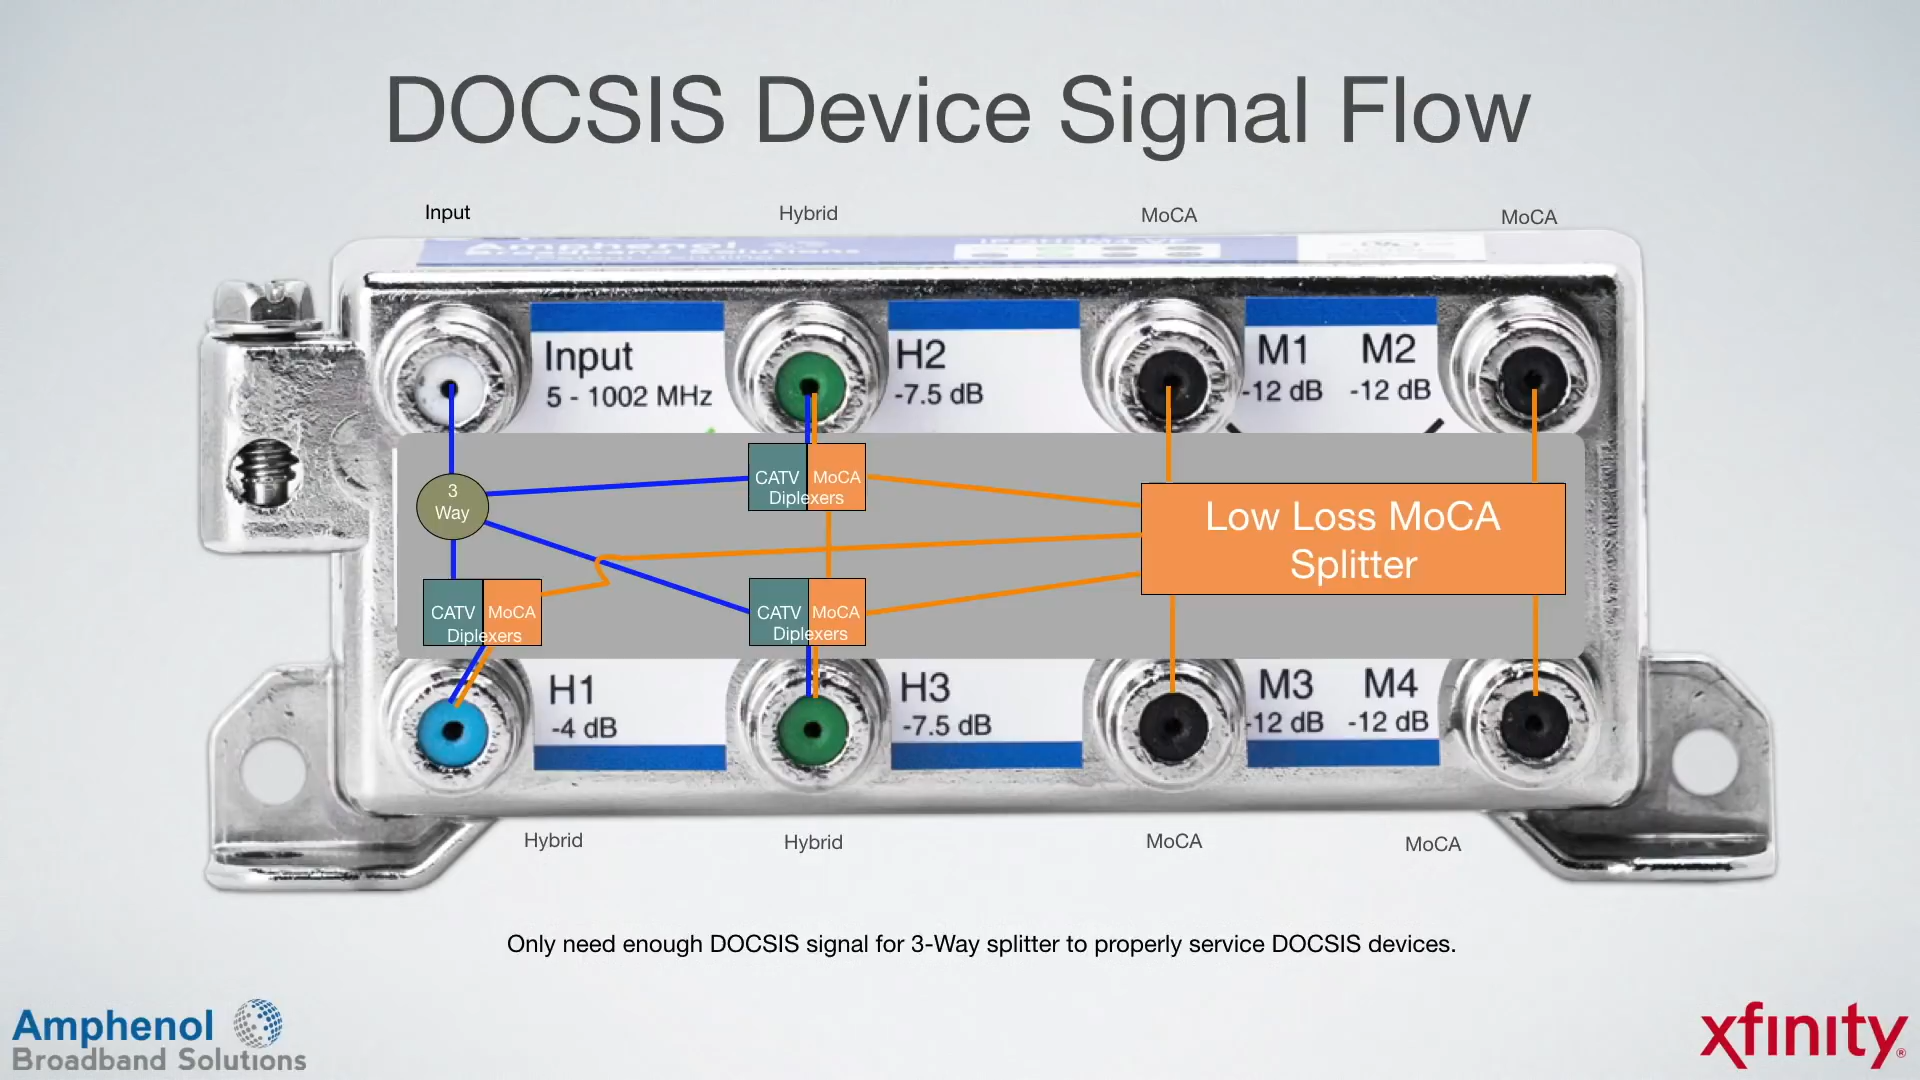 DOCSIS Device Signal Flow
Input
Hybrid
MoCA
MoCA
Amphenol
Broadband Solutions
Input
5 - 1002 MHz
H2
-7.5 dB
M1
-12 dB
M2
-12 dB
3
Way
CATV
MoCA
Diplexers
Low Loss MoCA
Splitter
CATV
MoCA
Diplexers
CATV
MoCA
Diplexers
H1
-4 dB
H3
-7.5 dB
M3
-12 dB
M4
-12 dB
Hybrid
Hybrid
MoCA
MoCA
Only need enough DOCSIS signal for 3-Way splitter to properly service DOCSIS devices.
Amphenol
Broadband Solutions
xfinity®